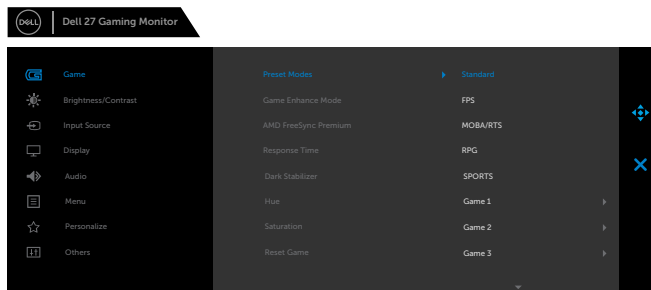 DELL
Dell 27 Gaming Monitor
Game
Preset Modes
Standard
Brightness/Contrast
Game Enhance Mode
FPS
Input Source
AMD FreeSync Premium
MOBA/RTS
Display
Response Time
RPG
Audio
Dark Stabilizer
SPORTS
Menu
Hue
Game 1
Personalize
Saturation
Game 2
Others
Reset Game
Game 3